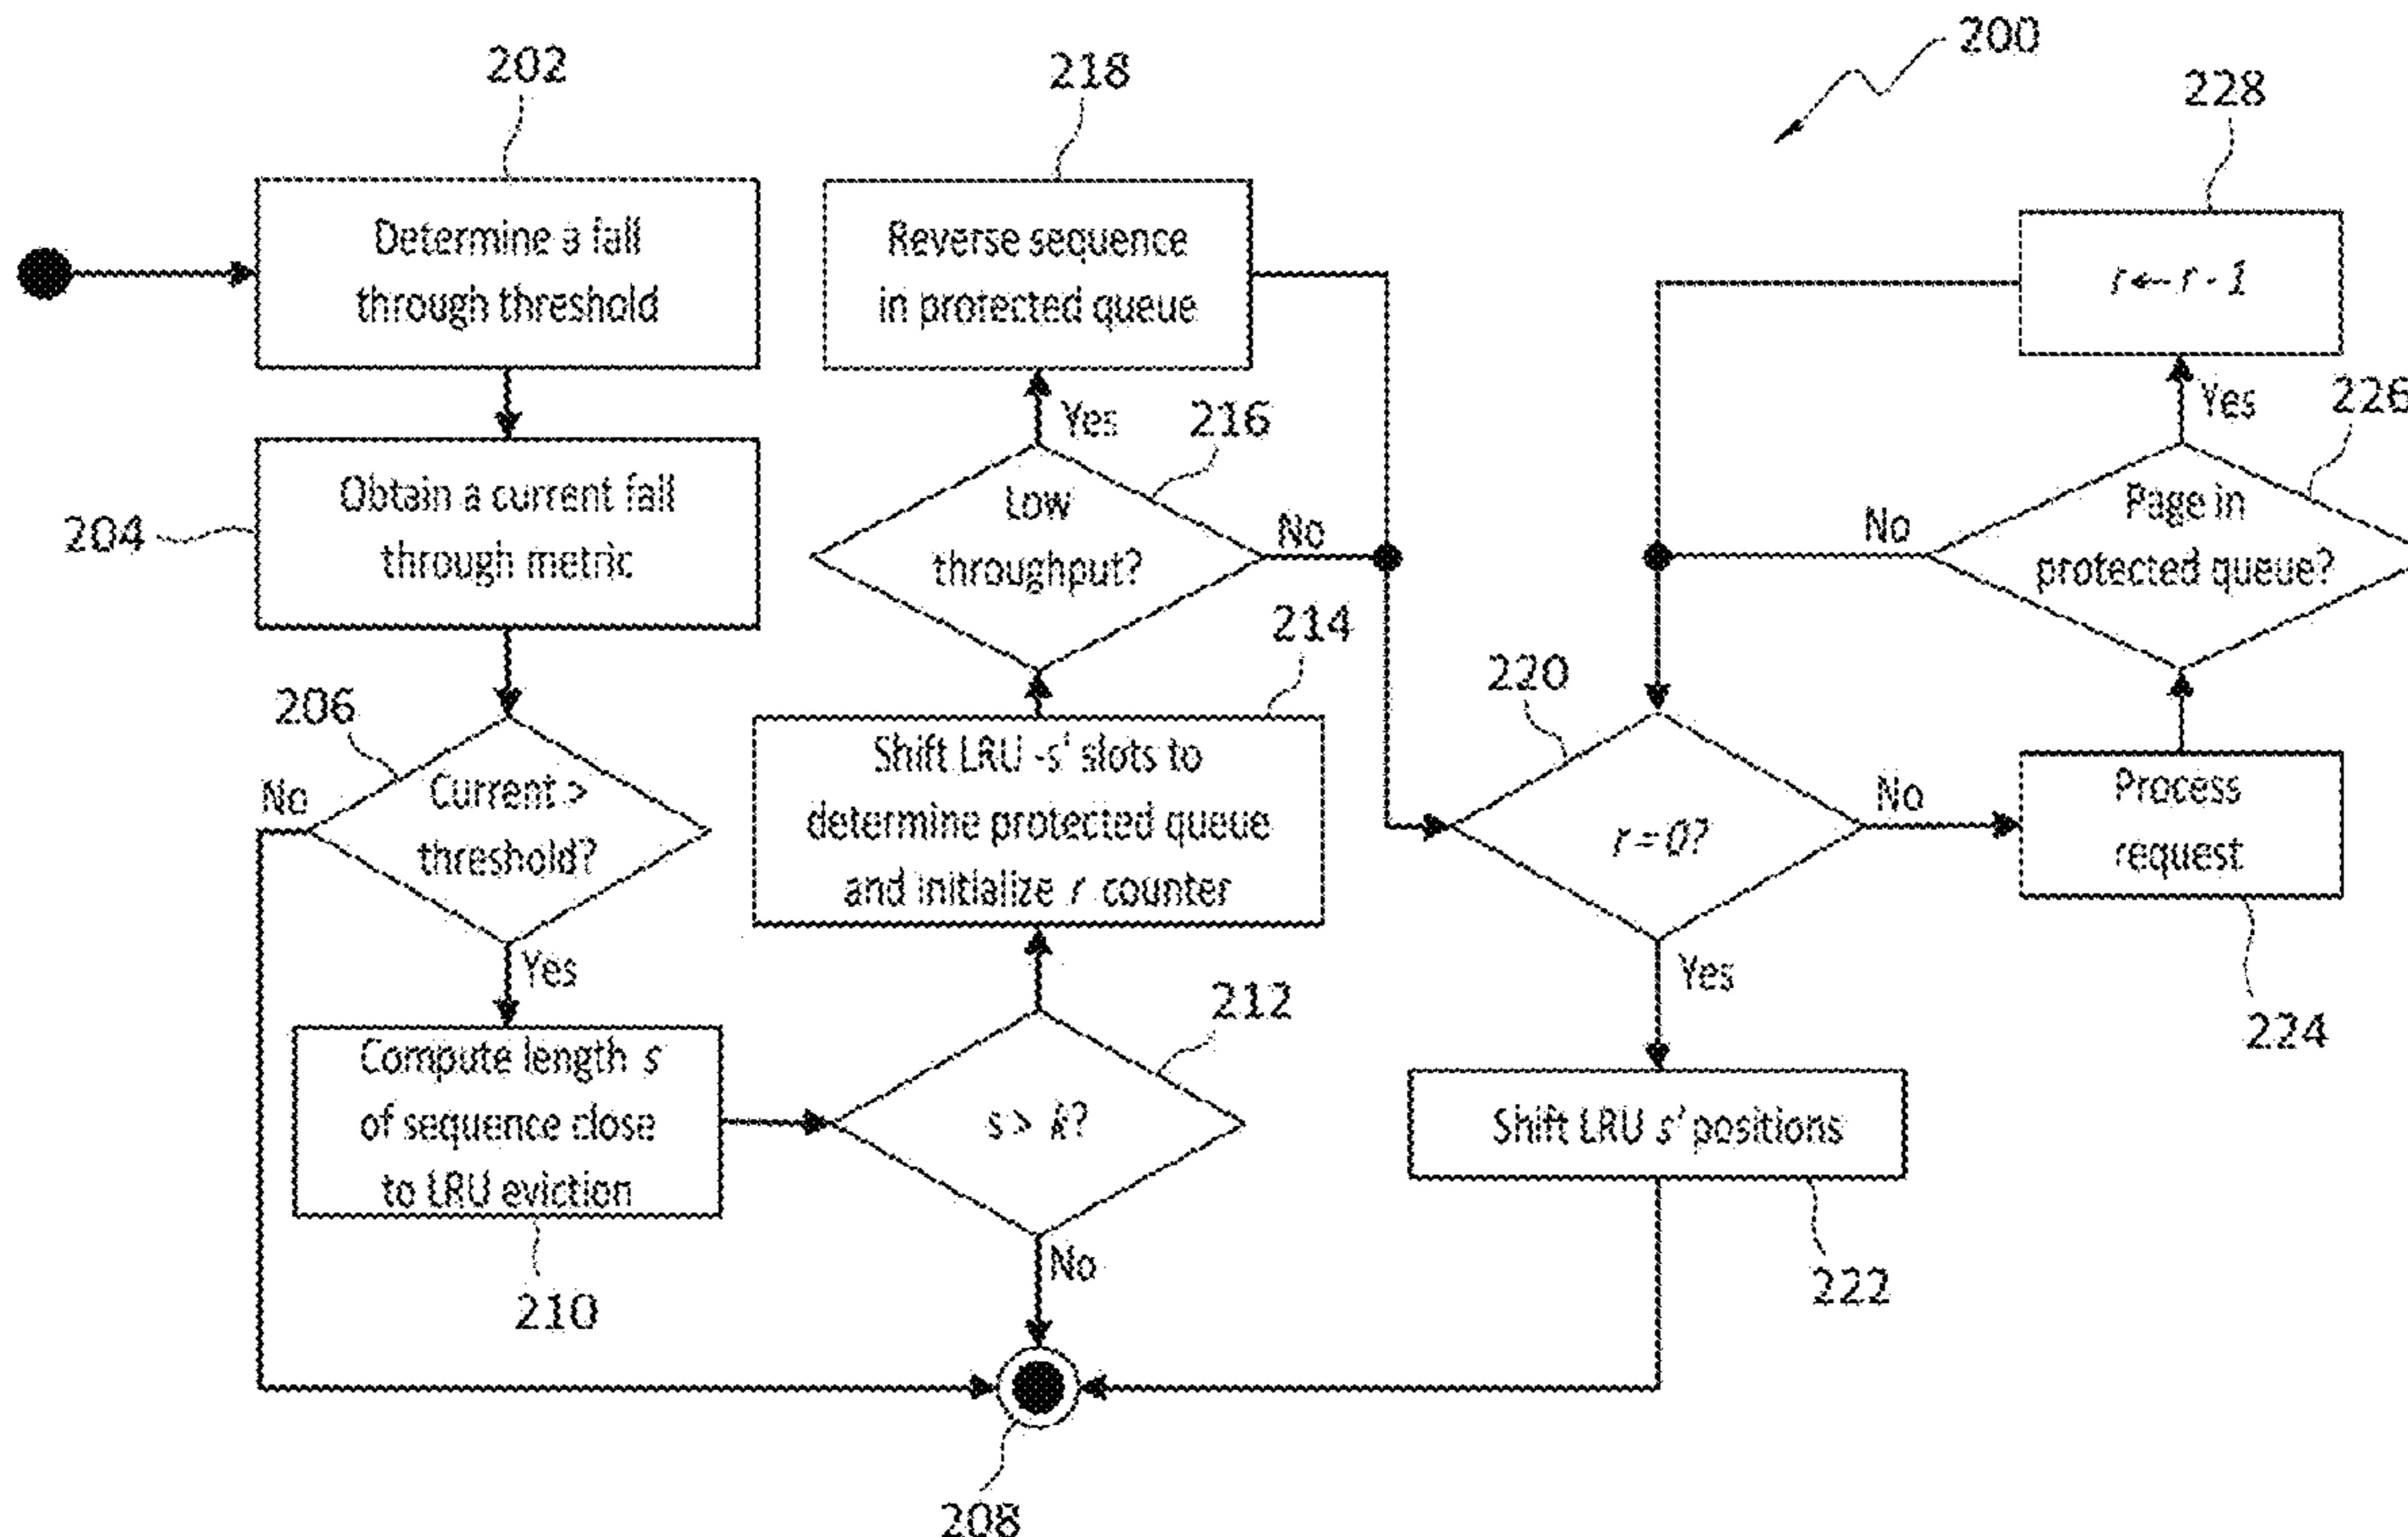 200
202
Determine a fall
through threshold
204
Obtain a current fall
through metric
206
Current >
threshold?
No
Yes
Compute length s
of sequence close
to LRU eviction
210
218
Reverse sequence
in protected queue
Yes
216
Low
throughput?
No
214
Shift LRU -s' slots to
determine protected queue
and initialize r counter
212
s > k?
No
208
220
r = 0?
No
Yes
Shift LRU s' positions
222
228
r ← r - 1
Yes
226
Page in
protected queue?
No
Process
request
224